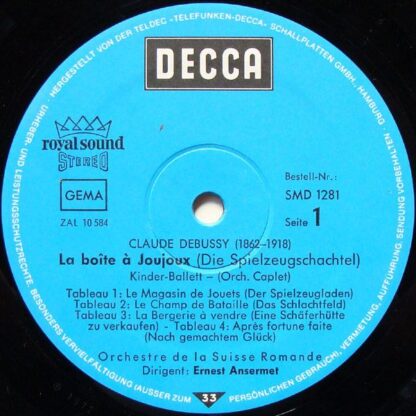 HERGESTELLT VON DER TELDEC »TELEFUNKEN-DECCA« SCHALLPLATTEN GMBH · HAMBURG ·
URHEBER- UND LEISTUNGSSCHUTZRECHTE, BESONDERS VERVIELFÄLTIGUNG (AUSSER ZUM PERSÖNLICHEN GEBRAUCH), VERMIETUNG, AUFFÜHRUNG, SENDUNG VORBEHALTEN
DECCA
royal sound
STEREO
GEMA
ZAL 10 584
Bestell-Nr.:
SMD 1281
Seite 1
CLAUDE DEBUSSY (1862–1918)
La boîte à Joujoux (Die Spielzeugschachtel)
Kinder-Ballett – (Orch. Caplet)
Tableau 1: Le Magasin de Jouets (Der Spielzeugladen)
Tableau 2: Le Champ de Bataille (Das Schlachtfeld)
Tableau 3: La Bergerie à vendre (Eine Schäferhütte
zu verkaufen) - Tableau 4: Après fortune faite
(Nach gemachtem Glück)
Orchestre de la Suisse Romande
Dirigent: Ernest Ansermet
33